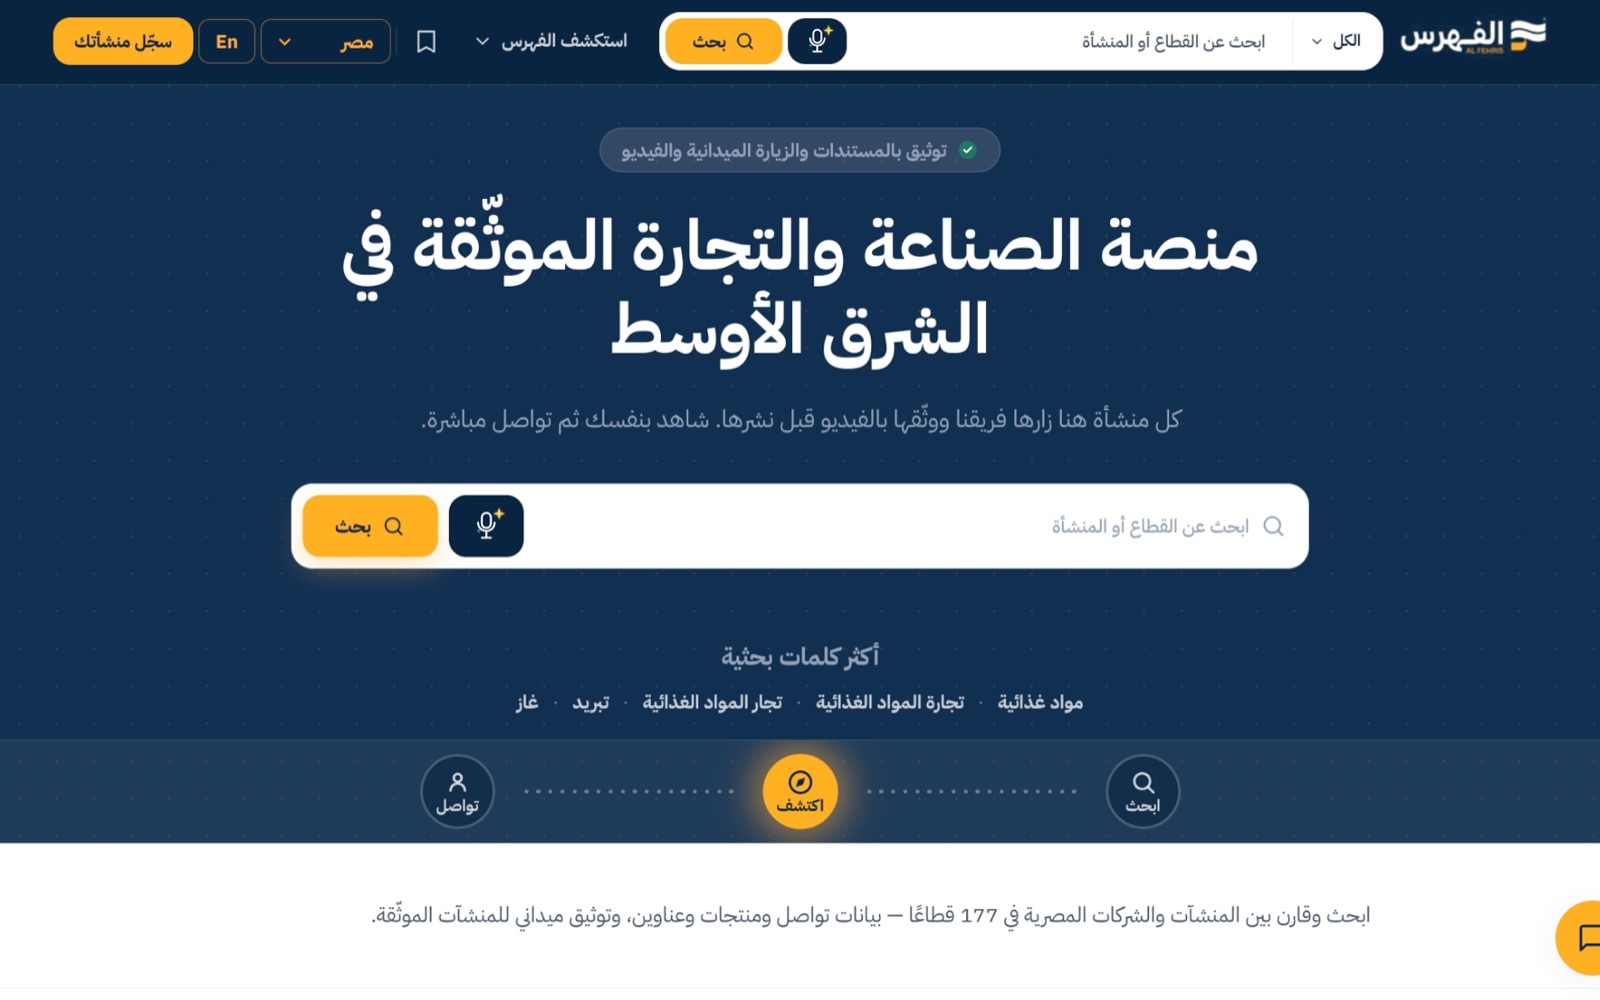 الفهرس
AL FEHRIS
الكل
ابحث عن القطاع أو المنشأة
بحث
استكشف الفهرس
مصر
En
سجّل منشأتك
توثيق بالمستندات والزيارة الميدانية والفيديو
منصة الصناعة والتجارة الموثّقة في
الشرق الأوسط
كل منشأة هنا زارها فريقنا ووثّقها بالفيديو قبل نشرها. شاهد بنفسك ثم تواصل مباشرة.
ابحث عن القطاع أو المنشأة
بحث
أكثر كلمات بحثية
مواد غذائية · تجارة المواد الغذائية · تجار المواد الغذائية · تبريد · غاز
ابحث
اكتشف
تواصل
ابحث وقارن بين المنشآت والشركات المصرية في 177 قطاعًا — بيانات تواصل ومنتجات وعناوين، وتوثيق ميداني للمنشآت الموثّقة.